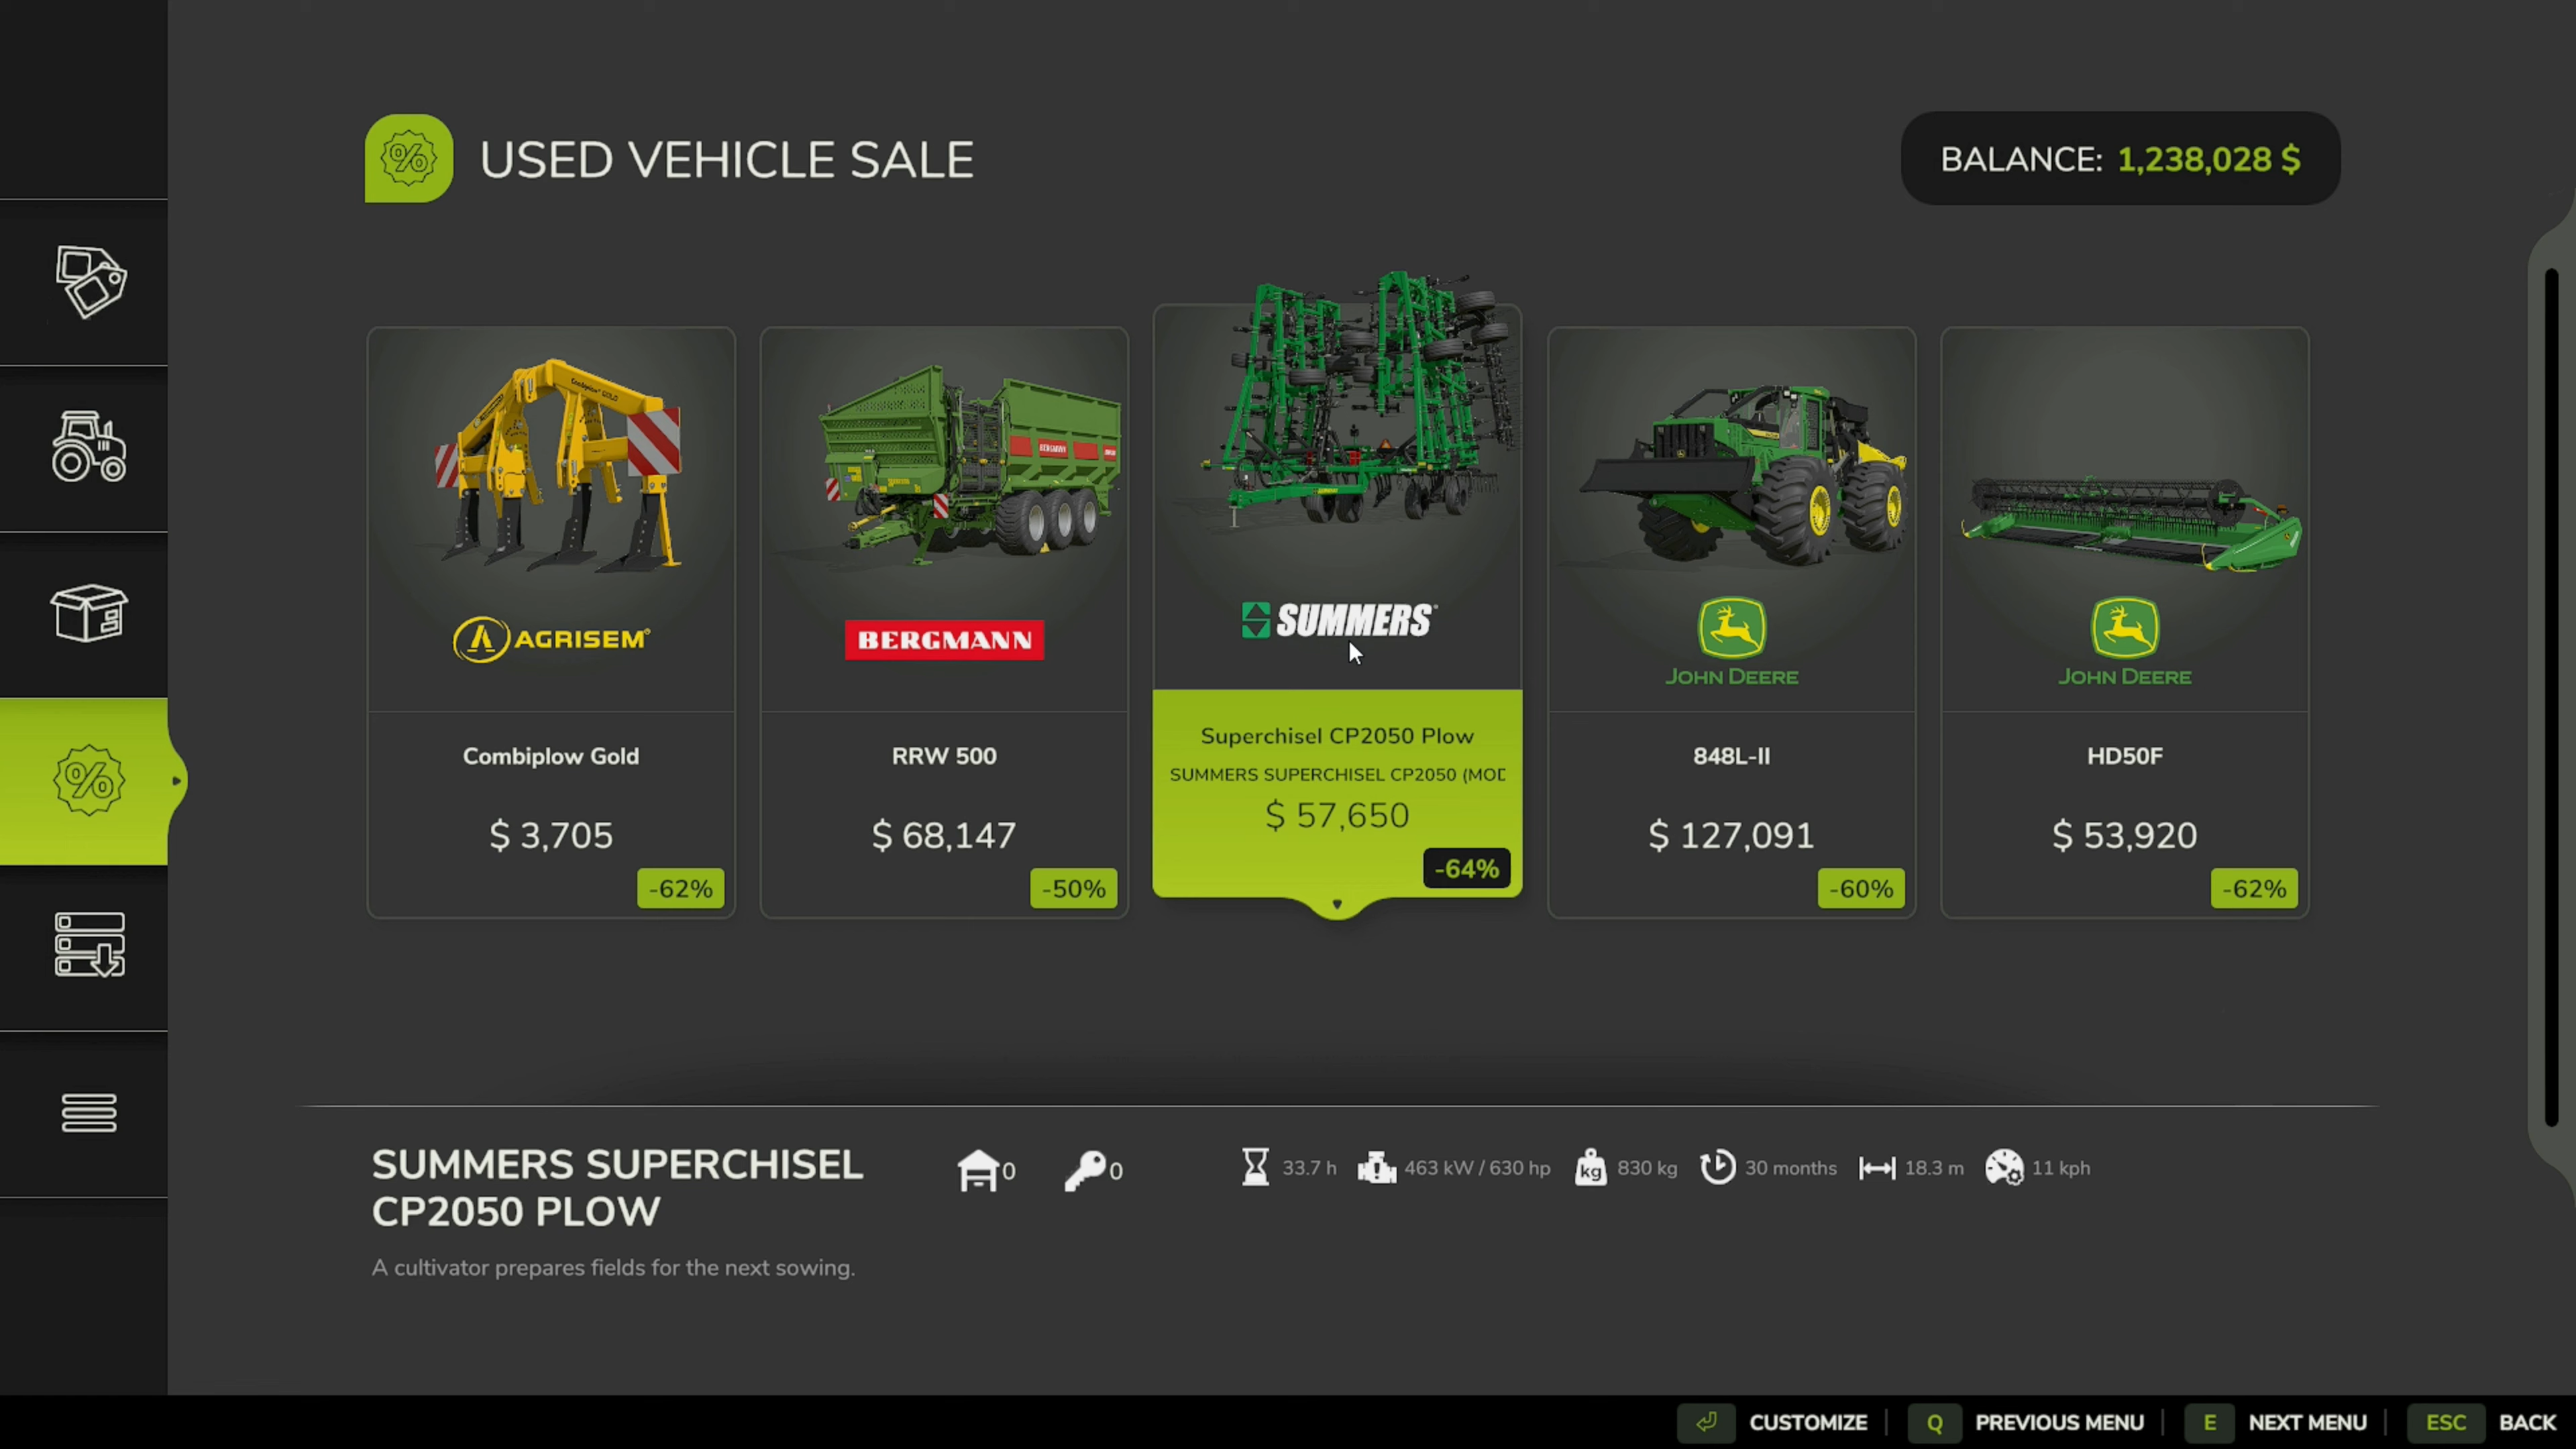 USED VEHICLE SALE
BALANCE: 1,238,028 $
Combiplow GOLD
AGRISEM
Combiplow Gold
$ 3,705
-62%
BERGMANN
BERGMANN
RRW 500
$ 68,147
-50%
SUMMERS
Superchisel CP2050 Plow
SUMMERS SUPERCHISEL CP2050 (MOD
$ 57,650
-64%
JOHN DEERE
848L-II
$ 127,091
-60%
JOHN DEERE
HD50F
$ 53,920
-62%
SUMMERS SUPERCHISEL
CP2050 PLOW
A cultivator prepares fields for the next sowing.
0
0
33.7 h
463 kW / 630 hp
kg 830 kg
30 months
18.3 m
11 kph
CUSTOMIZE
Q PREVIOUS MENU
E NEXT MENU
ESC BACK